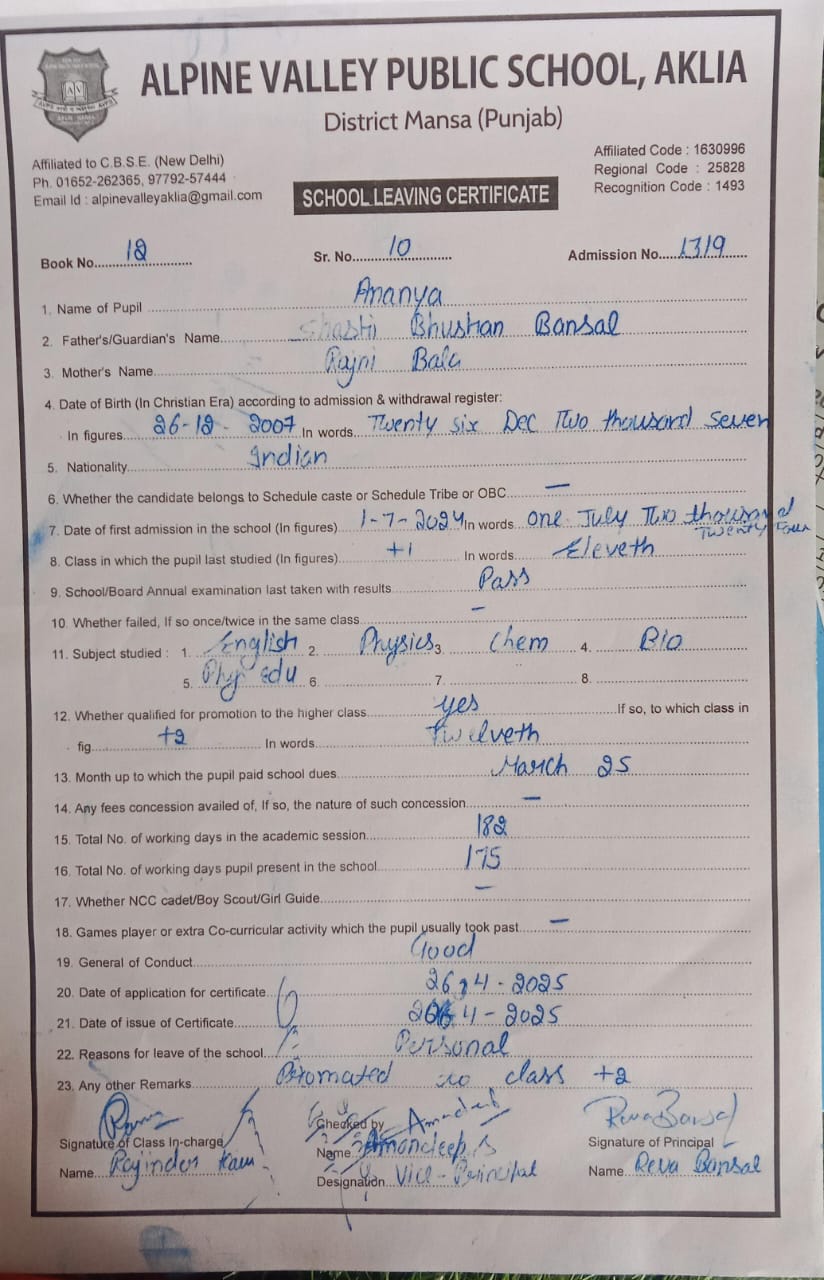 ALPINE VALLEY PUBLIC SCHOOL, AKLIA
District Mansa (Punjab)
Affiliated to C.B.S.E. (New Delhi)
Ph. 01652-262365, 97792-57444
Email Id : alpinevalleyaklia@gmail.com
Affiliated Code : 1630996
Regional Code : 25828
Recognition Code : 1493
SCHOOL LEAVING CERTIFICATE
Book No. 12 Sr. No. 10 Admission No. 1319
1. Name of Pupil Ananya
2. Father's/Guardian's Name Shashi Bhushan Bansal
3. Mother's Name Rajni Bala
4. Date of Birth (In Christian Era) according to admission & withdrawal register:
In figures 26-12-2007 In words Twenty six Dec Two thousand Seven
5. Nationality Indian
6. Whether the candidate belongs to Schedule caste or Schedule Tribe or OBC —
7. Date of first admission in the school (In figures) 1-7-2024 In words One July Two thousand Twenty Four
8. Class in which the pupil last studied (In figures) +1 In words Eleveth
9. School/Board Annual examination last taken with results Pass
10. Whether failed, If so once/twice in the same class —
11. Subject studied : 1. English 2. Physics 3. Chem 4. BIO
5. Phy edu 6. 7. 8.
12. Whether qualified for promotion to the higher class yes If so, to which class in
fig. +2 In words Twelveth
13. Month up to which the pupil paid school dues March 25
14. Any fees concession availed of, If so, the nature of such concession —
15. Total No. of working days in the academic session 182
16. Total No. of working days pupil present in the school 175
17. Whether NCC cadet/Boy Scout/Girl Guide —
18. Games player or extra Co-curricular activity which the pupil usually took past —
19. General of Conduct Good
20. Date of application for certificate 26-4-2025
21. Date of issue of Certificate 4-2025
22. Reasons for leave of the school Personal
23. Any other Remarks Promated to class +2
Signature of Class In-charge Checked by Amandeep Reva Bansal
Signature of Principal
Name Rajinder Kaur Name Amandeep S Name Reva Bansal
Designation Vice-Principal